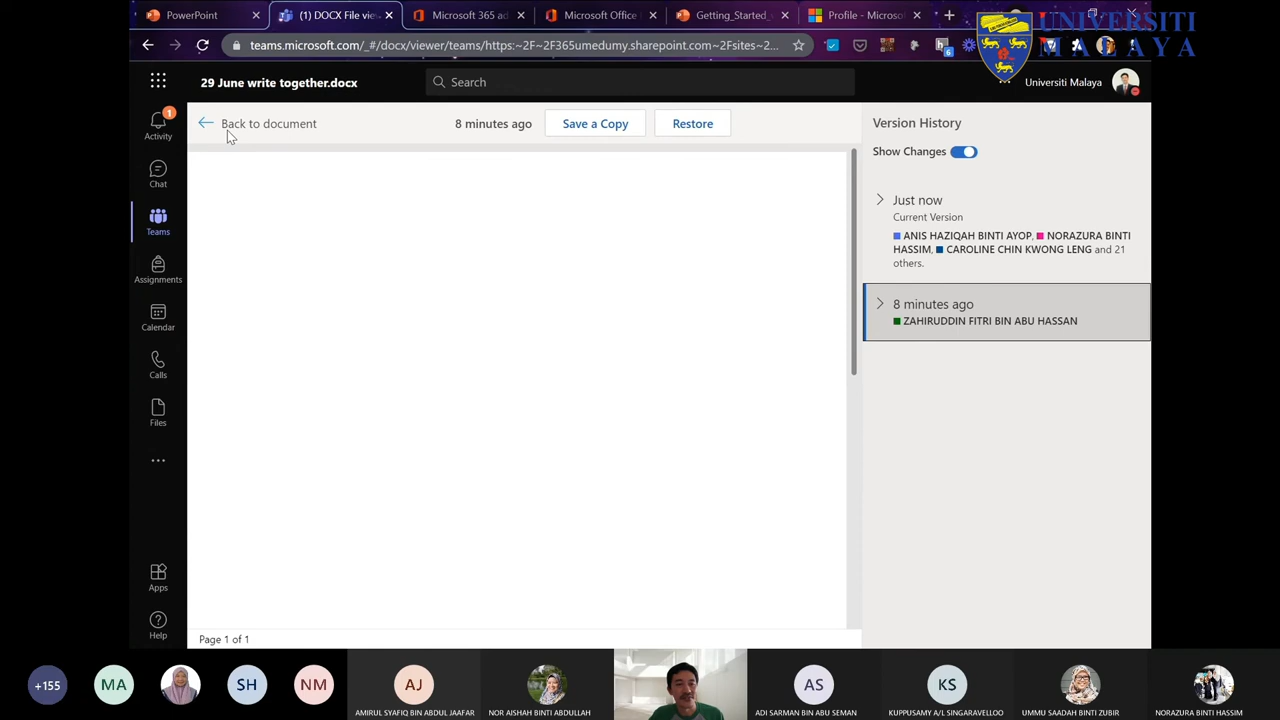 PowerPoint
(1) DOCX File view
Microsoft 365 ad
Microsoft Office
Getting_Started_
Profile - Microso
UNIVERSITI
MALAYA
teams.microsoft.com/_#/docx/viewer/teams/https:~2F~2F365umedumy.sharepoint.com~2Fsites~2...
6
29 June write together.docx
Search
Universiti Malaya
1
Activity
Chat
Teams
Assignments
Calendar
Calls
Files
Apps
Help
Back to document
8 minutes ago
Save a Copy
Restore
Page 1 of 1
Version History
Show Changes
Just now
Current Version
ANIS HAZIQAH BINTI AYOP, NORAZURA BINTI
HASSIM, CAROLINE CHIN KWONG LENG and 21
others.
8 minutes ago
ZAHIRUDDIN FITRI BIN ABU HASSAN
+155
MA
SH
NM
AJ
AMIRUL SYAFIQ BIN ABDUL JAAFAR
NOR AISHAH BINTI ABDULLAH
AS
ADI SARMAN BIN ABU SEMAN
KS
KUPPUSAMY A/L SINGARAVELLOO
UMMU SAADAH BINTI ZUBIR
NORAZURA BINTI HASSIM